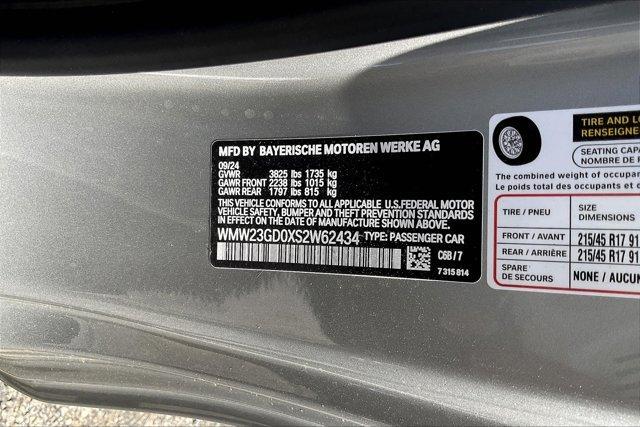 MFD BY BAYERISCHE MOTOREN WERKE AG
09/24
GVWR 3825 lbs 1735 kg
GAWR FRONT 2238 lbs 1015 kg
GAWR REAR 1797 lbs 815 kg
THIS VEHICLE CONFORMS TO ALL APPLICABLE U.S.FEDERAL MOTOR
VEHICLE SAFETY, BUMPER AND THEFT PREVENTION STANDARDS
IN EFFECT ON THE DATE OF MANUFACTURE SHOWN ABOVE.
WMW23GD0XS2W62434 TYPE: PASSENGER CAR
C6B/7
7315814
TIRE AND LO
RENSEIGNE
SEATING CAPA
NOMBRE DE P
The combined weight of occupan
Le poids total des occupants et d
TIRE / PNEU SIZE
DIMENSIONS
FRONT / AVANT 215/45 R17 91
REAR / ARRIÈRE 215/45 R17 91
SPARE
DE SECOURS NONE / AUCUN